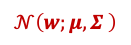 𝒩(𝒘; 𝝁, 𝜮)